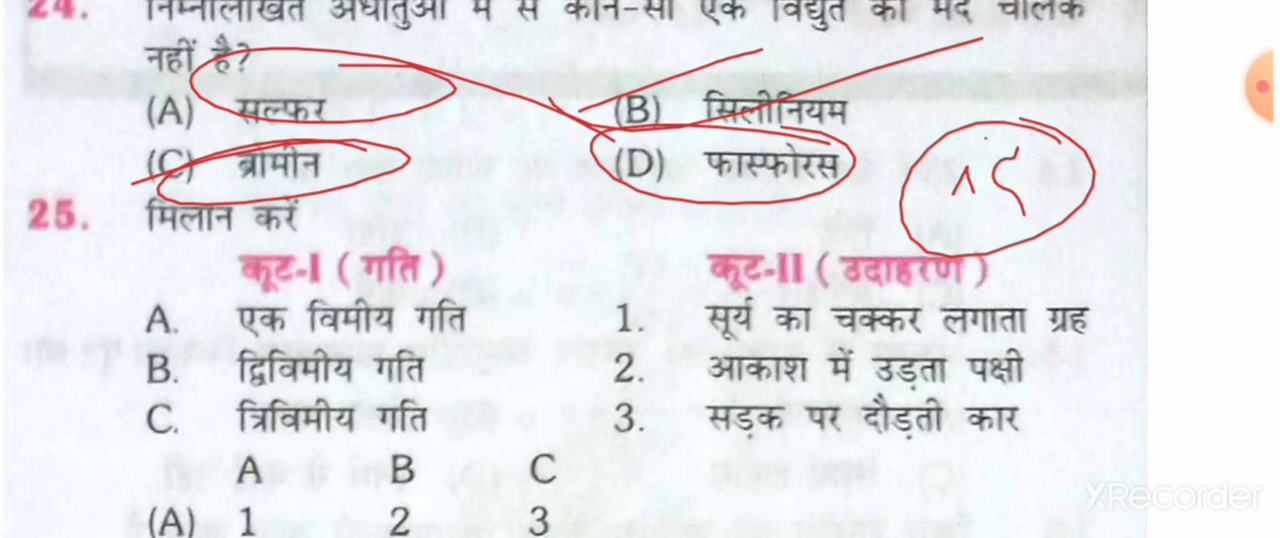 24. निम्नलिखित अधातुओं में से कौन-सा एक विद्युत का मंद चालक
नहीं है?
(A) सल्फर (B) सिलीनियम
(C) ब्रोमीन (D) फास्फोरस
25. मिलान करें
कूट-I ( गति ) कूट-II ( उदाहरण )
A. एक विमीय गति 1. सूर्य का चक्कर लगाता ग्रह
B. द्विविमीय गति 2. आकाश में उड़ता पक्षी
C. त्रिविमीय गति 3. सड़क पर दौड़ती कार
A B C
(A) 1 2 3
XRecorder